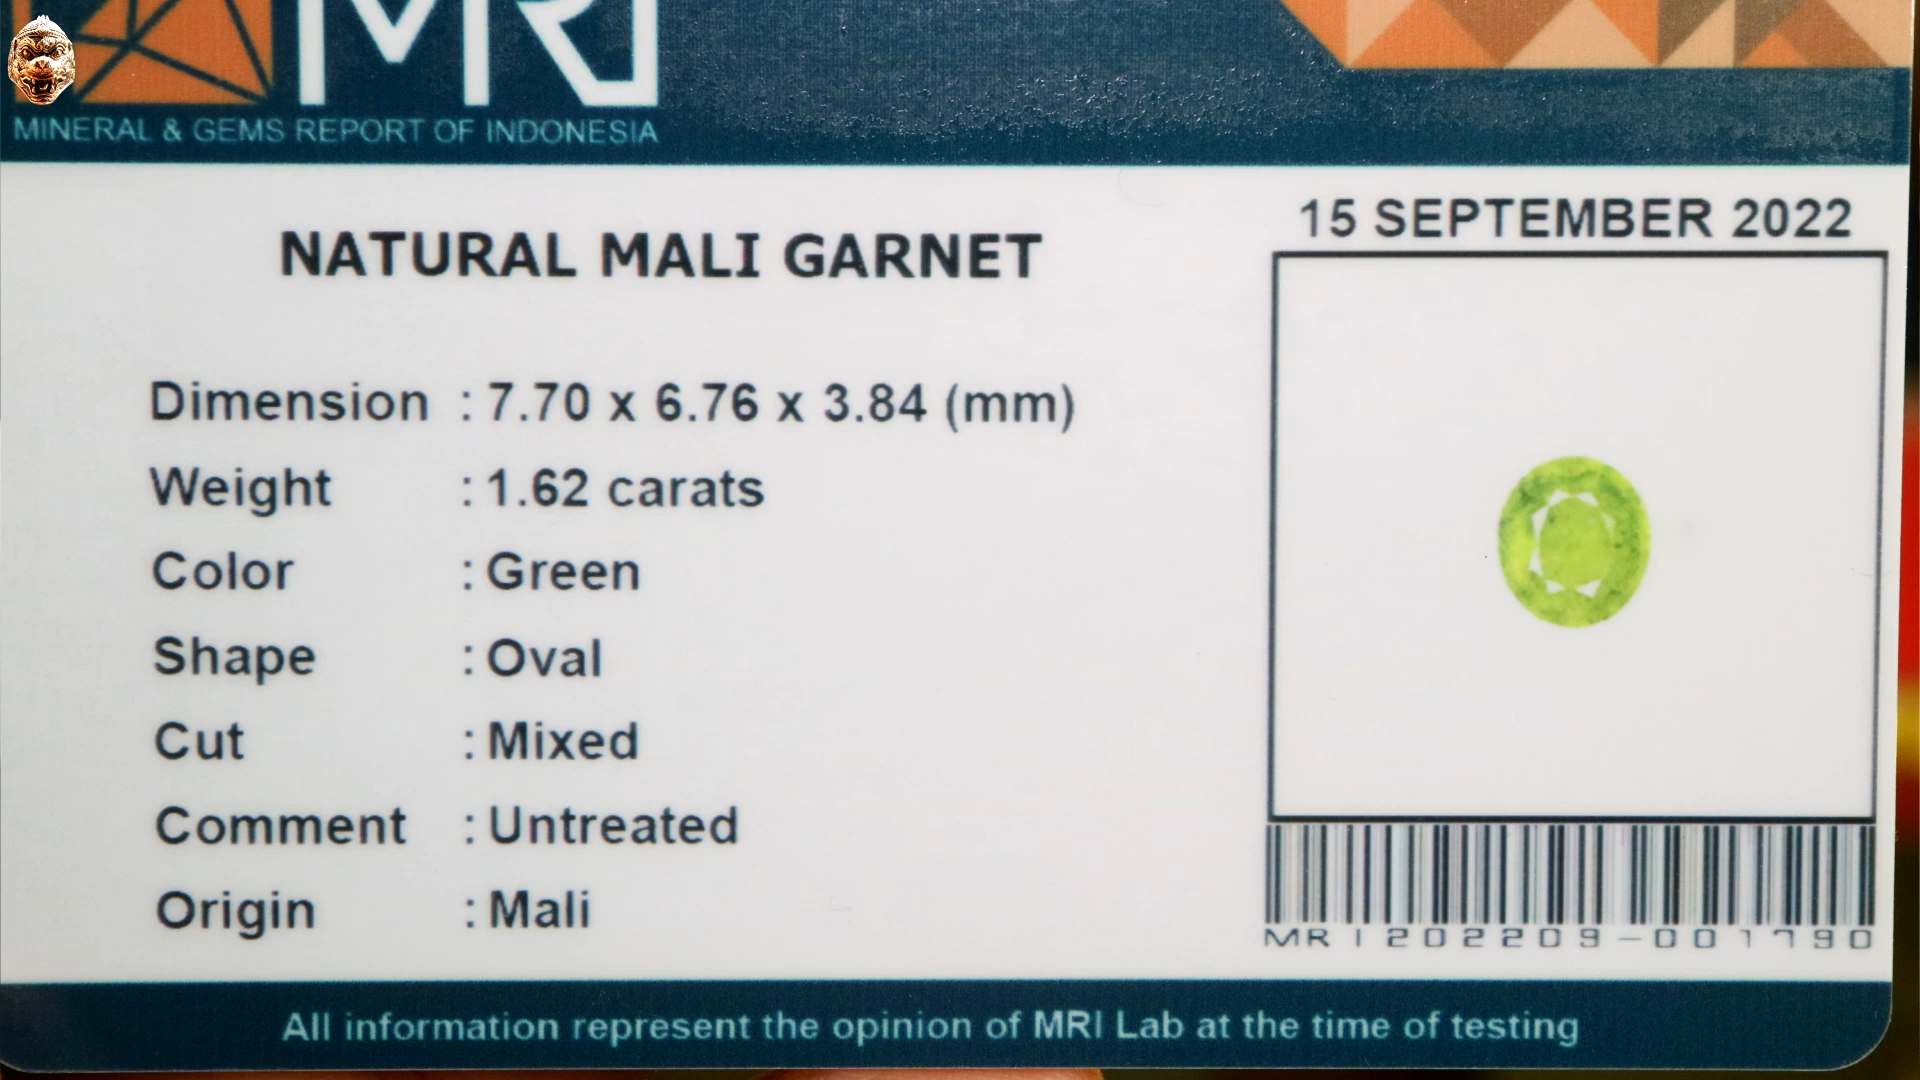 MRI
MINERAL & GEMS REPORT OF INDONESIA
15 SEPTEMBER 2022
NATURAL MALI GARNET
Dimension : 7.70 x 6.76 x 3.84 (mm)
Weight : 1.62 carats
Color : Green
Shape : Oval
Cut : Mixed
Comment : Untreated
Origin : Mali
MRI202209-001790
All information represent the opinion of MRI Lab at the time of testing